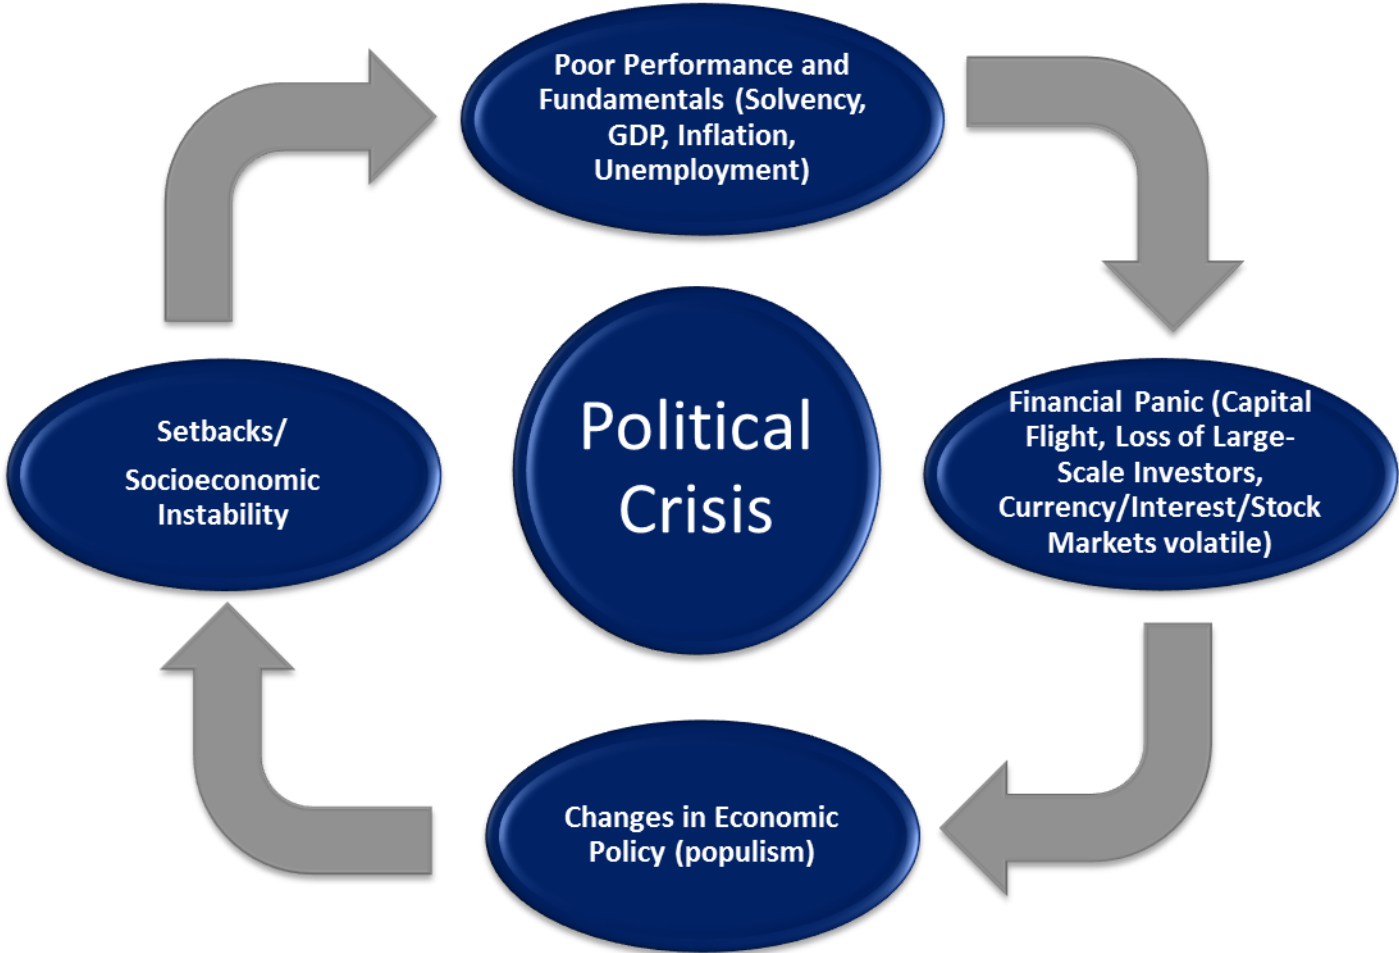 Poor Performance and
Fundamentals (Solvency,
GDP, Inflation,
Unemployment)
Financial Panic (Capital
Flight, Loss of Large-
Scale Investors,
Currency/Interest/Stock
Markets volatile)
Changes in Economic
Policy (populism)
Setbacks/
Socioeconomic
Instability
Political
Crisis